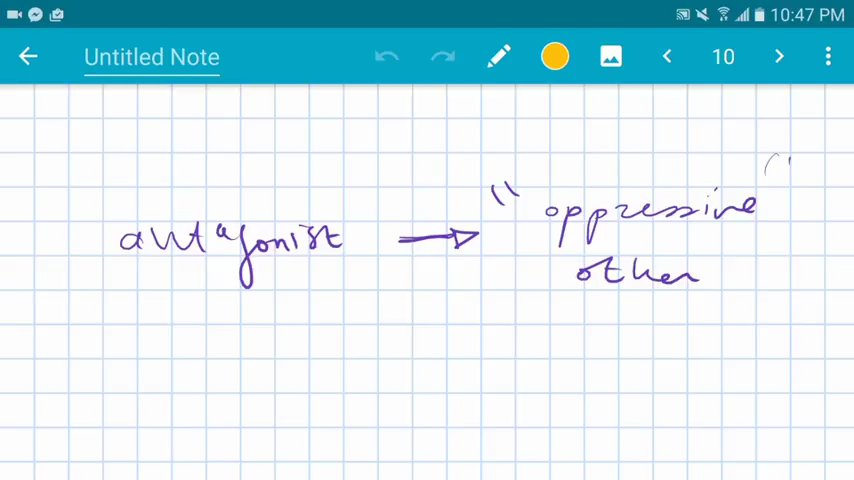 10:47 PM
Untitled Note
10
antagonist → "oppressive"
other